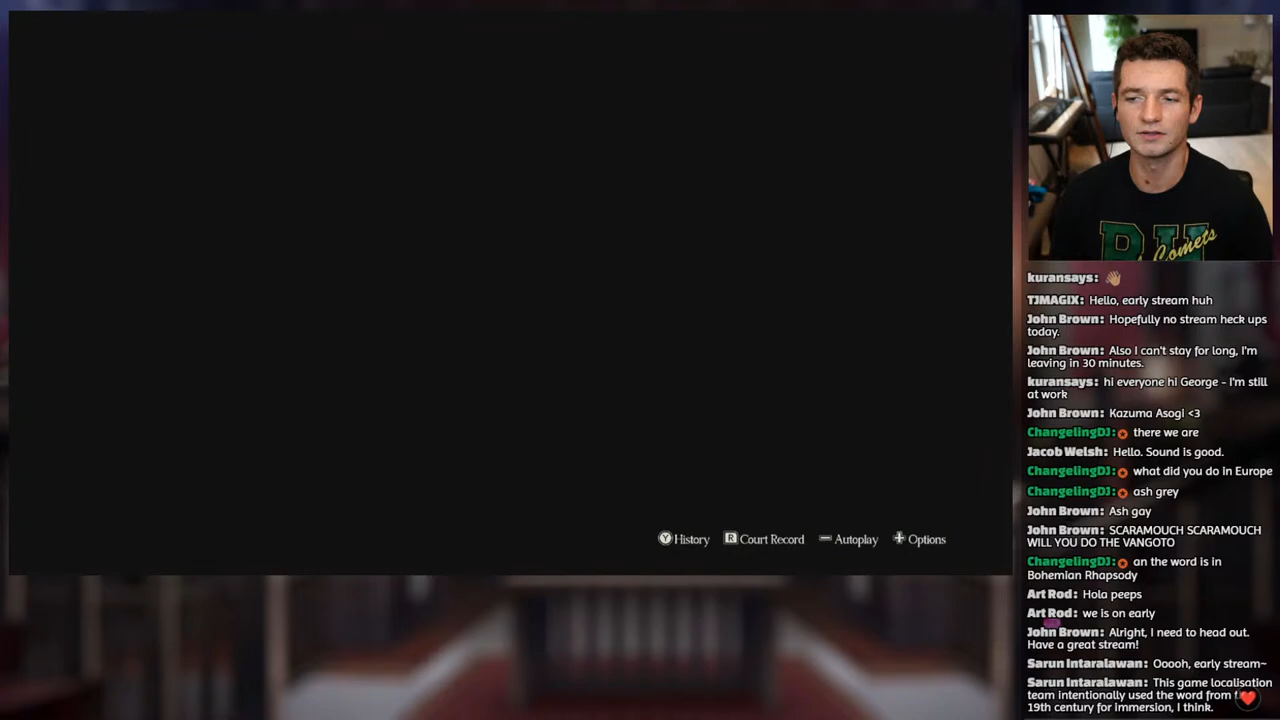 Y History R Court Record Autoplay Options
Comets
kuransays: 👋🏼
TJMAGIX: Hello, early stream huh
John Brown: Hopefully no stream heck ups
today.
John Brown: Also I can't stay for long, I'm
leaving in 30 minutes.
kuransays: hi everyone hi George - I'm still
at work
John Brown: Kazuma Asogi <3
ChangelingDJ: there we are
Jacob Welsh: Hello. Sound is good.
ChangelingDJ: what did you do in Europe
ChangelingDJ: ash grey
John Brown: Ash gay
John Brown: SCARAMOUCH SCARAMOUCH
WILL YOU DO THE VANGOTO
ChangelingDJ: an the word is in
Bohemian Rhapsody
Art Rod: Hola peeps
Art Rod: we is on early
John Brown: Alright, I need to head out.
Have a great stream!
Sarun Intaralawan: Ooooh, early stream~
Sarun Intaralawan: This game localisation
team intentionally used the word from
19th century for immersion, I think.